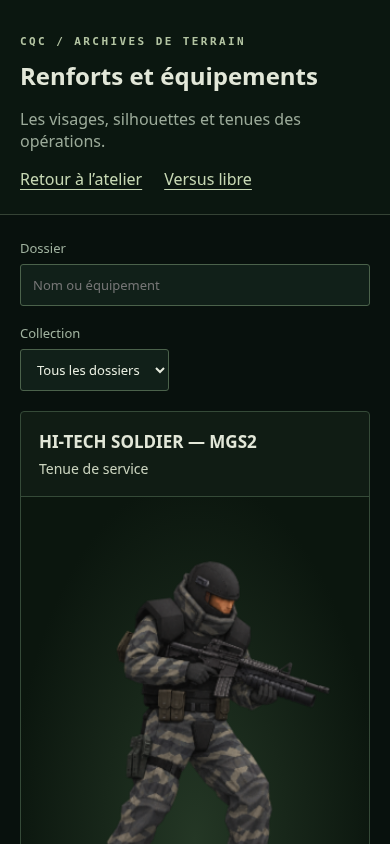 CQC / ARCHIVES DE TERRAIN
Renforts et équipements
Les visages, silhouettes et tenues des
opérations.
Retour à l’atelier Versus libre
Dossier
Nom ou équipement
Collection
Tous les dossiers
HI-TECH SOLDIER — MGS2
Tenue de service